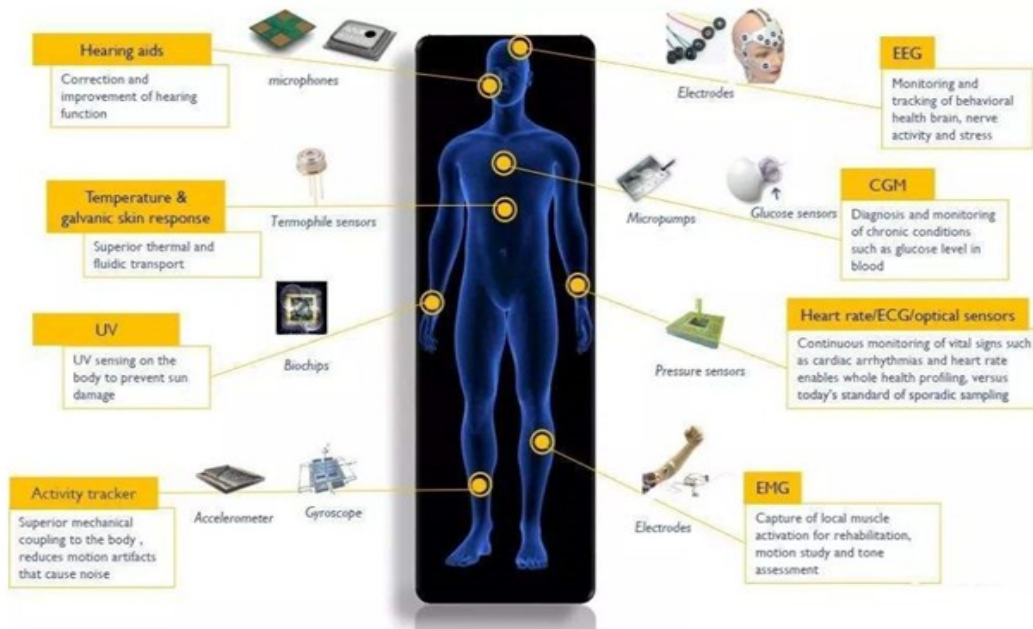 Hearing aids
Correction and
improvement of hearing
function
microphones
Temperature &
galvanic skin response
Superior thermal and
fluidic transport
Termophile sensors
UV
UV sensing on the
body to prevent sun
damage
Biochips
Activity tracker
Superior mechanical
coupling to the body ,
reduces motion artifacts
that cause noise
Accelerometer
Gyroscope
Electrodes
EEG
Monitoring and
tracking of behavioral
health brain, nerve
activity and stress
Micropumps
Glucose sensors
CGM
Diagnosis and monitoring
of chronic conditions
such as glucose level in
blood
Pressure sensors
Heart rate/ECG/optical sensors
Continuous monitoring of vital signs such
as cardiac arrhythmias and heart rate
enables whole health profiling, versus
today's standard of sporadic sampling
Electrodes
EMG
Capture of local muscle
activation for rehabilitation,
motion study and tone
assessment